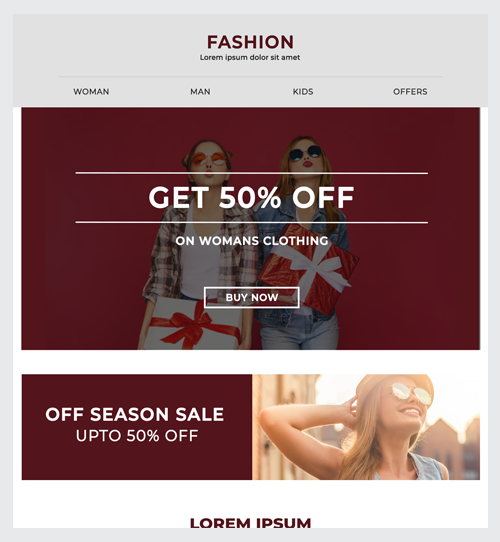 FASHION
Lorem ipsum dolor sit amet
WOMAN MAN KIDS OFFERS
GET 50% OFF
ON WOMANS CLOTHING
BUY NOW
OFF SEASON SALE
UPTO 50% OFF
LOREM IPSUM